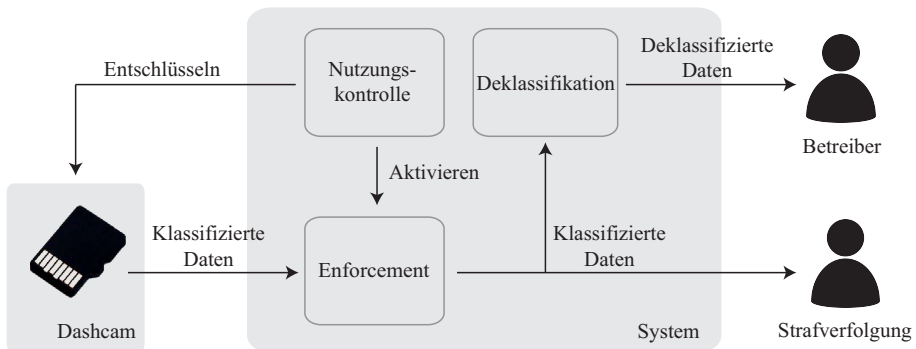 Entschlüsseln
Nutzungs-
kontrolle
Deklassifikation
Deklassifizierte
Daten
Betreiber
Aktivieren
Klassifizierte
Daten
Enforcement
Klassifizierte
Daten
Dashcam
System
Strafverfolgung